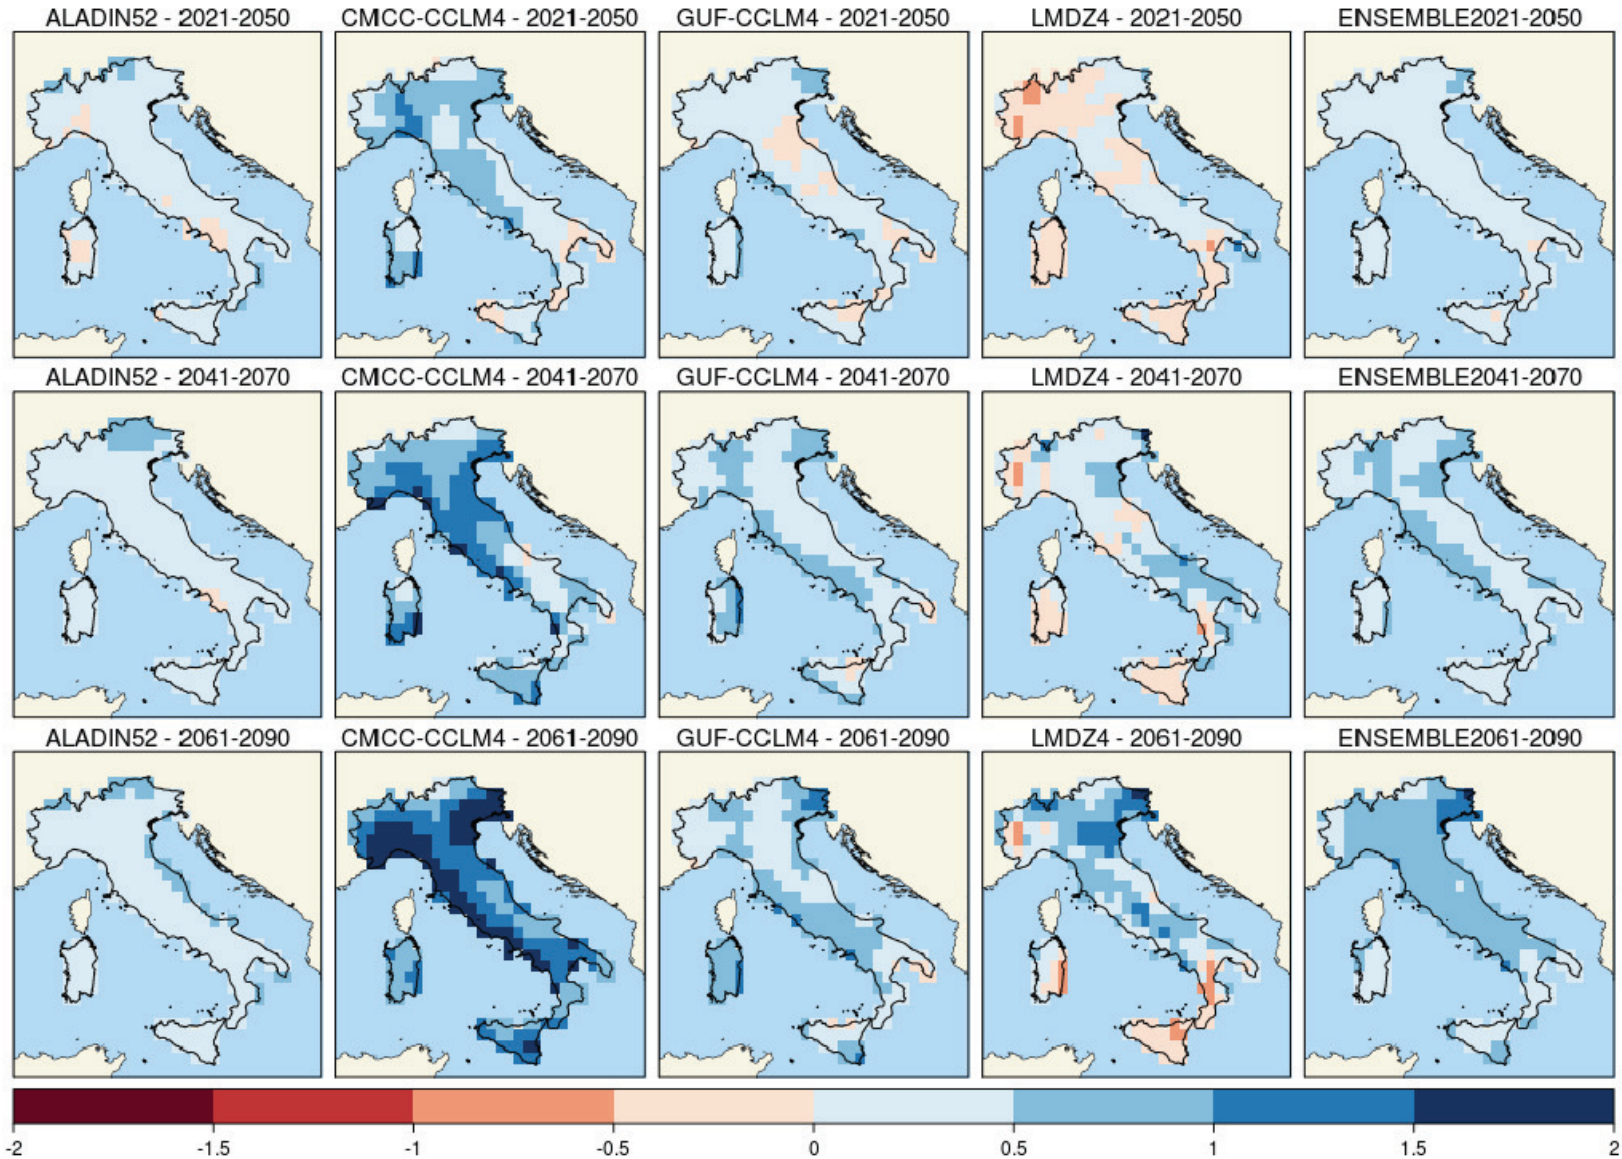 ALADIN52 - 2021-2050
CMICC-CCLM4 - 2021-2050
GUF-CCLM4 - 2021-2050
LMDZ4 - 2021-2050
ENSEMBLE2021-2050
ALADIN52 - 2041-2070
CMICC-CCLM4 - 2041-2070
GUF-CCLM4 - 2041-2070
LMDZ4 - 2041-2070
ENSEMBLE2041-2070
ALADIN52 - 2061-2090
CMICC-CCLM4 - 2061-2090
GUF-CCLM4 - 2061-2090
LMDZ4 - 2061-2090
ENSEMBLE2061-2090
-2 -1.5 -1 -0.5 0 0.5 1 1.5 2